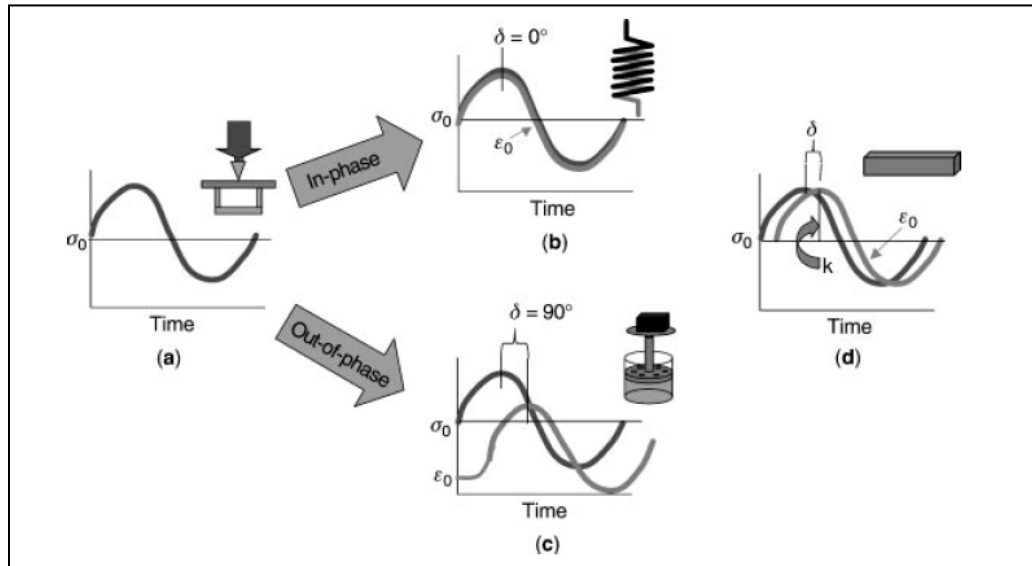 σ₀
Time
(a)
In-phase
Out-of-phase
δ = 0°
σ₀
ε₀
Time
(b)
δ = 90°
σ₀
ε₀
Time
(c)
δ
σ₀
ε₀
k
Time
(d)